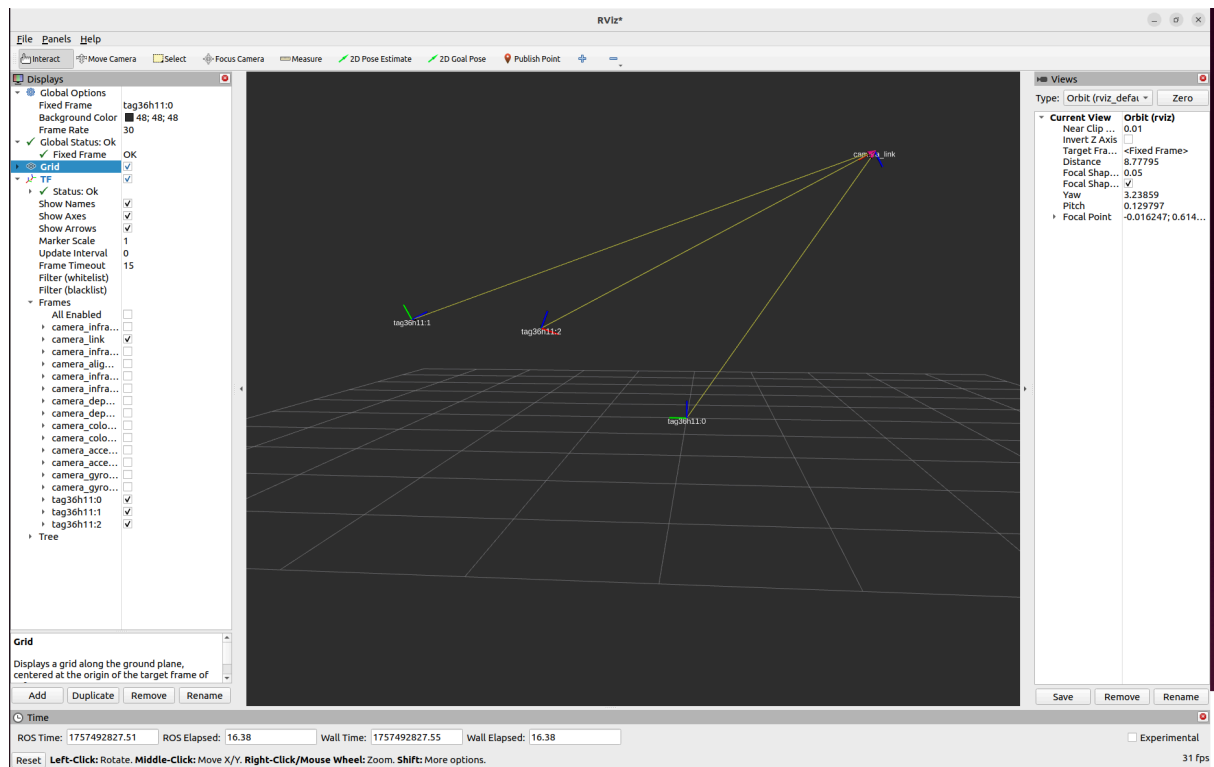 RViz*
File Panels Help
Interact Move Camera Select Focus Camera Measure 2D Pose Estimate 2D Goal Pose Publish Point
Displays
Global Options
Fixed Frame tag36h11:0
Background Color 48; 48; 48
Frame Rate 30
Global Status: Ok
Fixed Frame OK
Grid
TF
Status: Ok
Show Names
Show Axes
Show Arrows
Marker Scale 1
Update Interval 0
Frame Timeout 15
Filter (whitelist)
Filter (blacklist)
Frames
All Enabled
camera_infra...
camera_link
camera_infra...
camera_alig...
camera_infra...
camera_infra...
camera_dep...
camera_dep...
camera_colo...
camera_colo...
camera_acce...
camera_acce...
camera_gyro...
camera_gyro...
tag36h11:0
tag36h11:1
tag36h11:2
Tree
Grid
Displays a grid along the ground plane,
centered at the origin of the target frame of
Add Duplicate Remove Rename
camera_link
tag36h11:1
tag36h11:2
tag36h11:0
Views
Type: Orbit (rviz_defau Zero
Current View Orbit (rviz)
Near Clip ... 0.01
Invert Z Axis
Target Fra... <Fixed Frame>
Distance 8.77795
Focal Shap... 0.05
Focal Shap...
Yaw 3.23859
Pitch 0.129797
Focal Point -0.016247; 0.614...
Save Remove Rename
Time
ROS Time: 1757492827.51 ROS Elapsed: 16.38 Wall Time: 1757492827.55 Wall Elapsed: 16.38 Experimental
Reset Left-Click: Rotate. Middle-Click: Move X/Y. Right-Click/Mouse Wheel: Zoom. Shift: More options. 31 fps